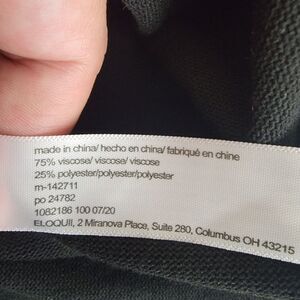 made in china/ hecho en china/ fabriqué en chine
75% viscose/ viscose/ viscose
25% polyester/polyester/polyester
m-142711
po 24782
1082186 100 07/20
ELOQUII, 2 Miranova Place, Suite 280, Columbus OH 43215